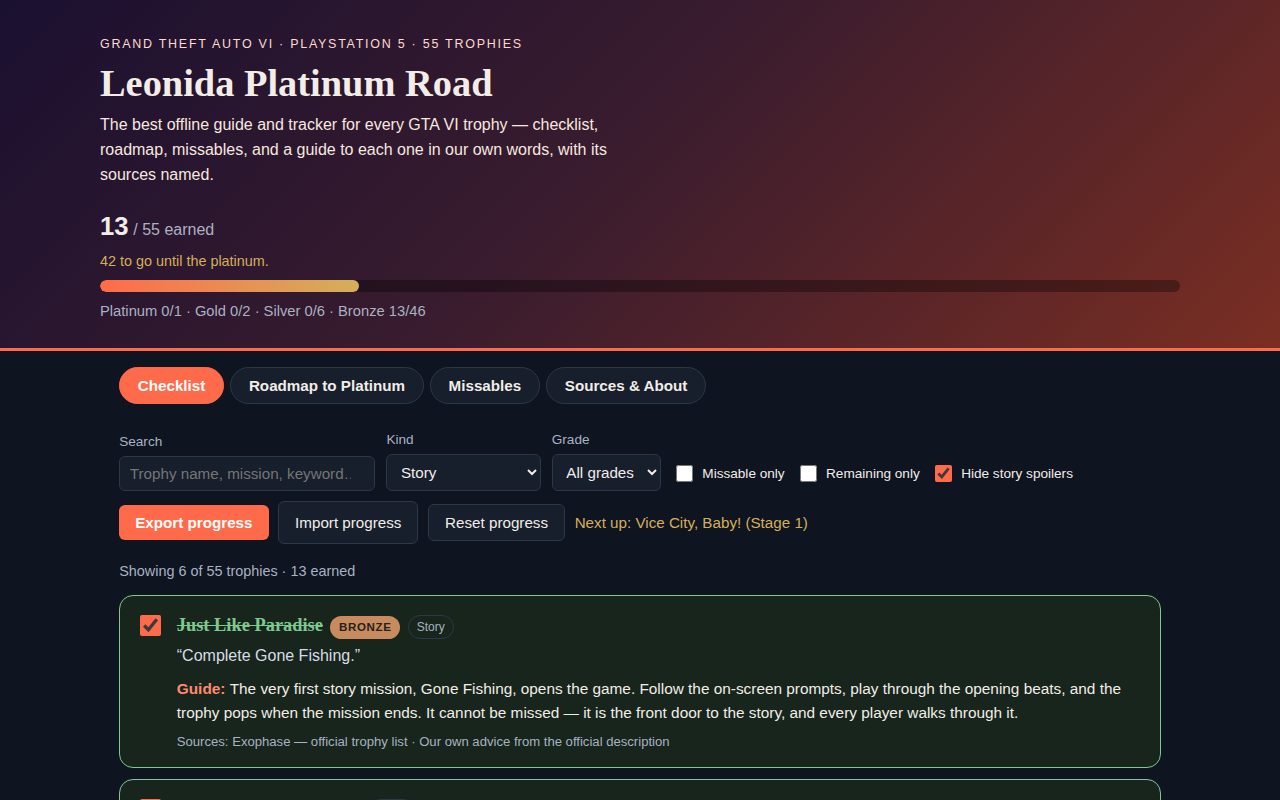 GRAND THEFT AUTO VI · PLAYSTATION 5 · 55 TROPHIES
Leonida Platinum Road
The best offline guide and tracker for every GTA VI trophy — checklist,
roadmap, missables, and a guide to each one in our own words, with its
sources named.
13 / 55 earned
42 to go until the platinum.
Platinum 0/1 · Gold 0/2 · Silver 0/6 · Bronze 13/46
Checklist Roadmap to Platinum Missables Sources & About
Search Kind Grade
Trophy name, mission, keyword.. Story All grades Missable only Remaining only Hide story spoilers
Export progress Import progress Reset progress Next up: Vice City, Baby! (Stage 1)
Showing 6 of 55 trophies · 13 earned
Just Like Paradise BRONZE Story
“Complete Gone Fishing.”
Guide: The very first story mission, Gone Fishing, opens the game. Follow the on-screen prompts, play through the opening beats, and the
trophy pops when the mission ends. It cannot be missed — it is the front door to the story, and every player walks through it.
Sources: Exophase — official trophy list · Our own advice from the official description